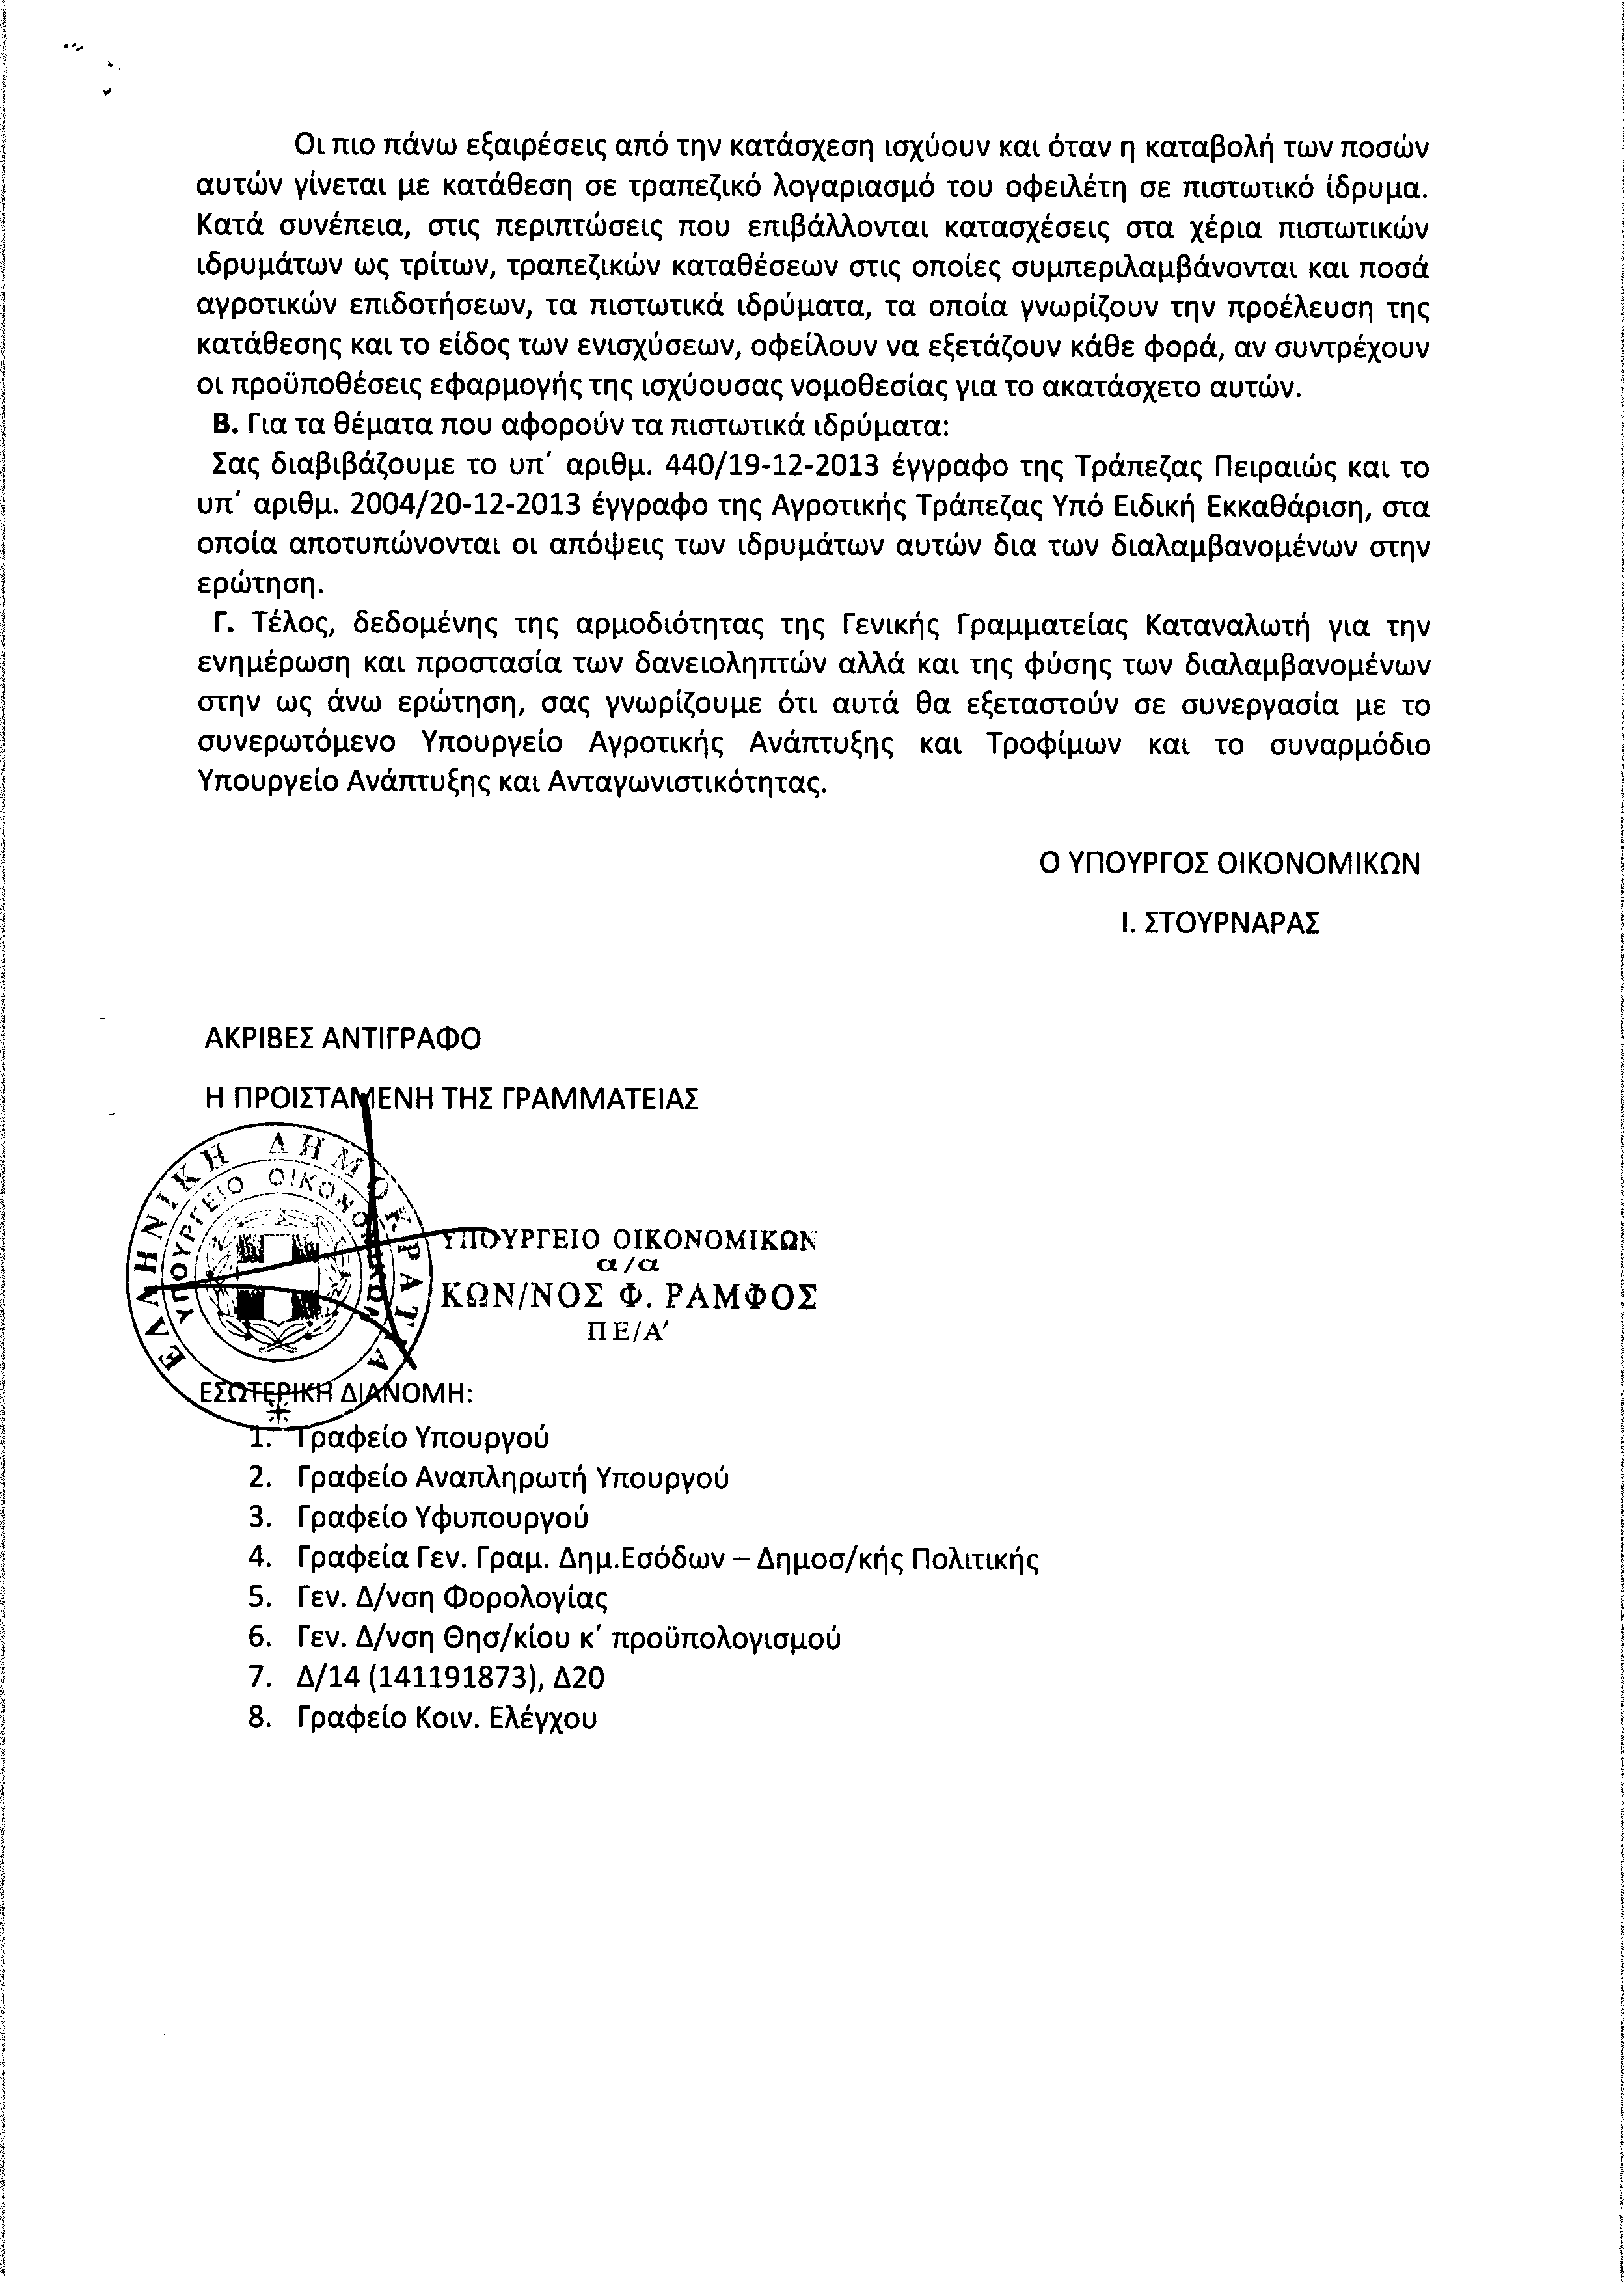 Οι πιο πάνω εξαιρέσεις από την κατάσχεση ισχύουν και όταν η καταβολή των ποσών
αυτών γίνεται με κατάθεση σε τραπεζικό λογαριασμό του οφειλέτη σε πιστωτικό ίδρυμα.
Κατά συνέπεια, στις περιπτώσεις που επιβάλλονται κατασχέσεις στα χέρια πιστωτικών
ιδρυμάτων ως τρίτων, τραπεζικών καταθέσεων στις οποίες συμπεριλαμβάνονται και ποσά
αγροτικών επιδοτήσεων, τα πιστωτικά ιδρύματα, τα οποία γνωρίζουν την προέλευση της
κατάθεσης και το είδος των ενισχύσεων, οφείλουν να εξετάζουν κάθε φορά, αν συντρέχουν
οι προϋποθέσεις εφαρμογής της ισχύουσας νομοθεσίας για το ακατάσχετο αυτών.
Β. Για τα θέματα που αφορούν τα πιστωτικά ιδρύματα:
Σας διαβιβάζουμε το υπ' αριθμ. 440/19-12-2013 έγγραφο της Τράπεζας Πειραιώς και το
υπ' αριθμ. 2004/20-12-2013 έγγραφο της Αγροτικής Τράπεζας Υπό Ειδική Εκκαθάριση, στα
οποία αποτυπώνονται οι απόψεις των ιδρυμάτων αυτών δια των διαλαμβανομένων στην
ερώτηση.
Γ. Τέλος, δεδομένης της αρμοδιότητας της Γενικής Γραμματείας Καταναλωτή για την
ενημέρωση και προστασία των δανειοληπτών αλλά και της φύσης των διαλαμβανομένων
στην ως άνω ερώτηση, σας γνωρίζουμε ότι αυτά θα εξεταστούν σε συνεργασία με το
συνερωτόμενο Υπουργείο Αγροτικής Ανάπτυξης και Τροφίμων και το συναρμόδιο
Υπουργείο Ανάπτυξης και Ανταγωνιστικότητας.
Ο ΥΠΟΥΡΓΟΣ ΟΙΚΟΝΟΜΙΚΩΝ
Ι. ΣΤΟΥΡΝΑΡΑΣ
ΑΚΡΙΒΕΣ ΑΝΤΙΓΡΑΦΟ
Η ΠΡΟΙΣΤΑΜΕΝΗ ΤΗΣ ΓΡΑΜΜΑΤΕΙΑΣ
ΕΛΛΗΝΙΚΗ ΔΗΜΟΚΡΑΤΙΑ
ΥΠΟΥΡΓΕΙΟ ΟΙΚΟΝΟΜΙΚΩΝ
ΥΠΟΥΡΓΕΙΟ ΟΙΚΟΝΟΜΙΚΩΝ
α/α
ΚΩΝ/ΝΟΣ Φ. ΡΑΜΦΟΣ
ΠΕ/Α'
ΕΣΩΤΕΡΙΚΗ ΔΙΑΝΟΜΗ:
1. Γραφείο Υπουργού
2. Γραφείο Αναπληρωτή Υπουργού
3. Γραφείο Υφυπουργού
4. Γραφεία Γεν. Γραμ. Δημ.Εσόδων – Δημοσ/κής Πολιτικής
5. Γεν. Δ/νση Φορολογίας
6. Γεν. Δ/νση Θησ/κίου κ' προϋπολογισμού
7. Δ/14 (141191873), Δ20
8. Γραφείο Κοιν. Ελέγχου